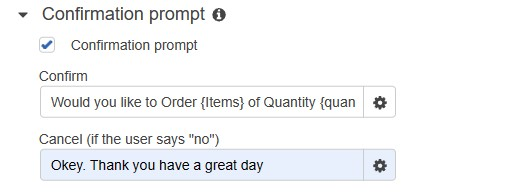 Confirmation prompt
Confirmation prompt
Confirm
Would you like to Order {Items} of Quantity {quan
Cancel (if the user says "no")
Okey. Thank you have a great day